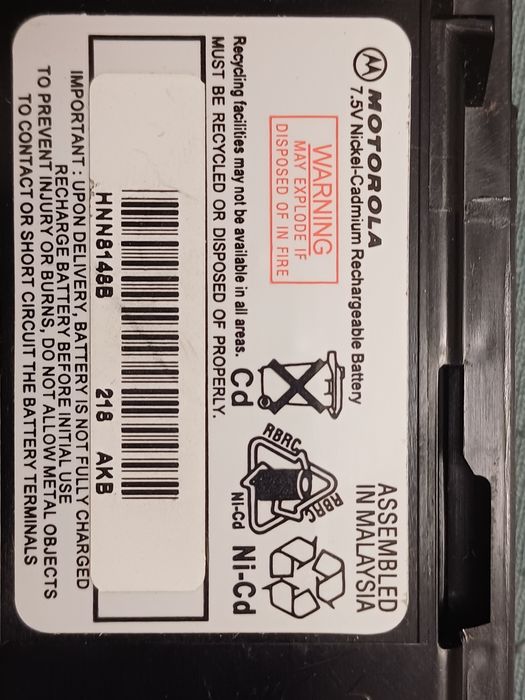 MOTOROLA
7.5V Nickel-Cadmium Rechargeable Battery
ASSEMBLED
IN MALAYSIA
WARNING
MAY EXPLODE IF
DISPOSED OF IN FIRE
Cd
RBRC
RBRC
Ni-Cd
Ni-Cd
Recycling facilities may not be available in all areas.
MUST BE RECYCLED OR DISPOSED OF PROPERLY.
HNN8148B 218 AKB
IMPORTANT : UPON DELIVERY, BATTERY IS NOT FULLY CHARGED
RECHARGE BATTERY BEFORE INITIAL USE
TO PREVENT INJURY OR BURNS, DO NOT ALLOW METAL OBJECTS
TO CONTACT OR SHORT CIRCUIT THE BATTERY TERMINALS